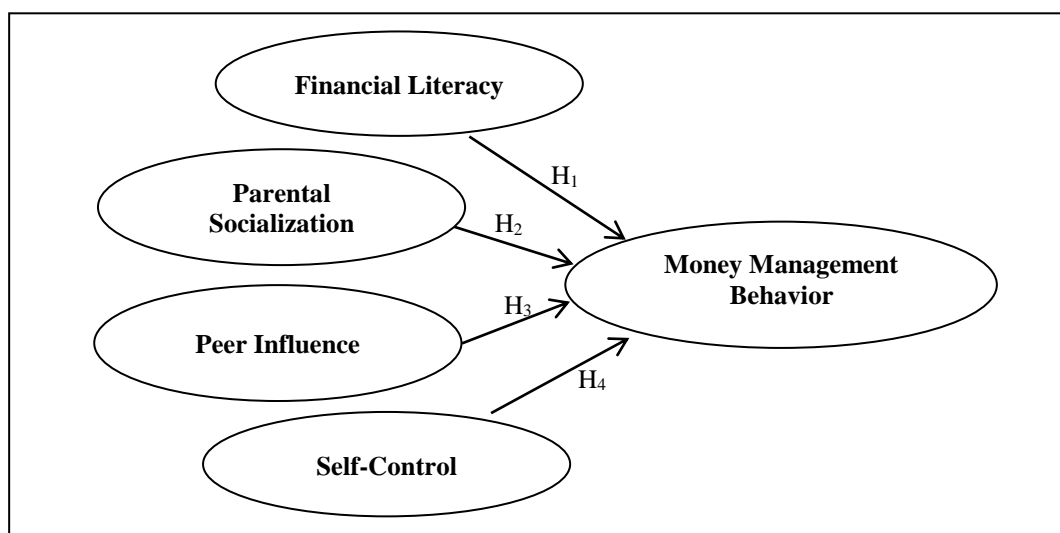 Financial Literacy
H₁
Parental
Socialization
H₂
Money Management
Behavior
H₃
Peer Influence
H₄
Self-Control